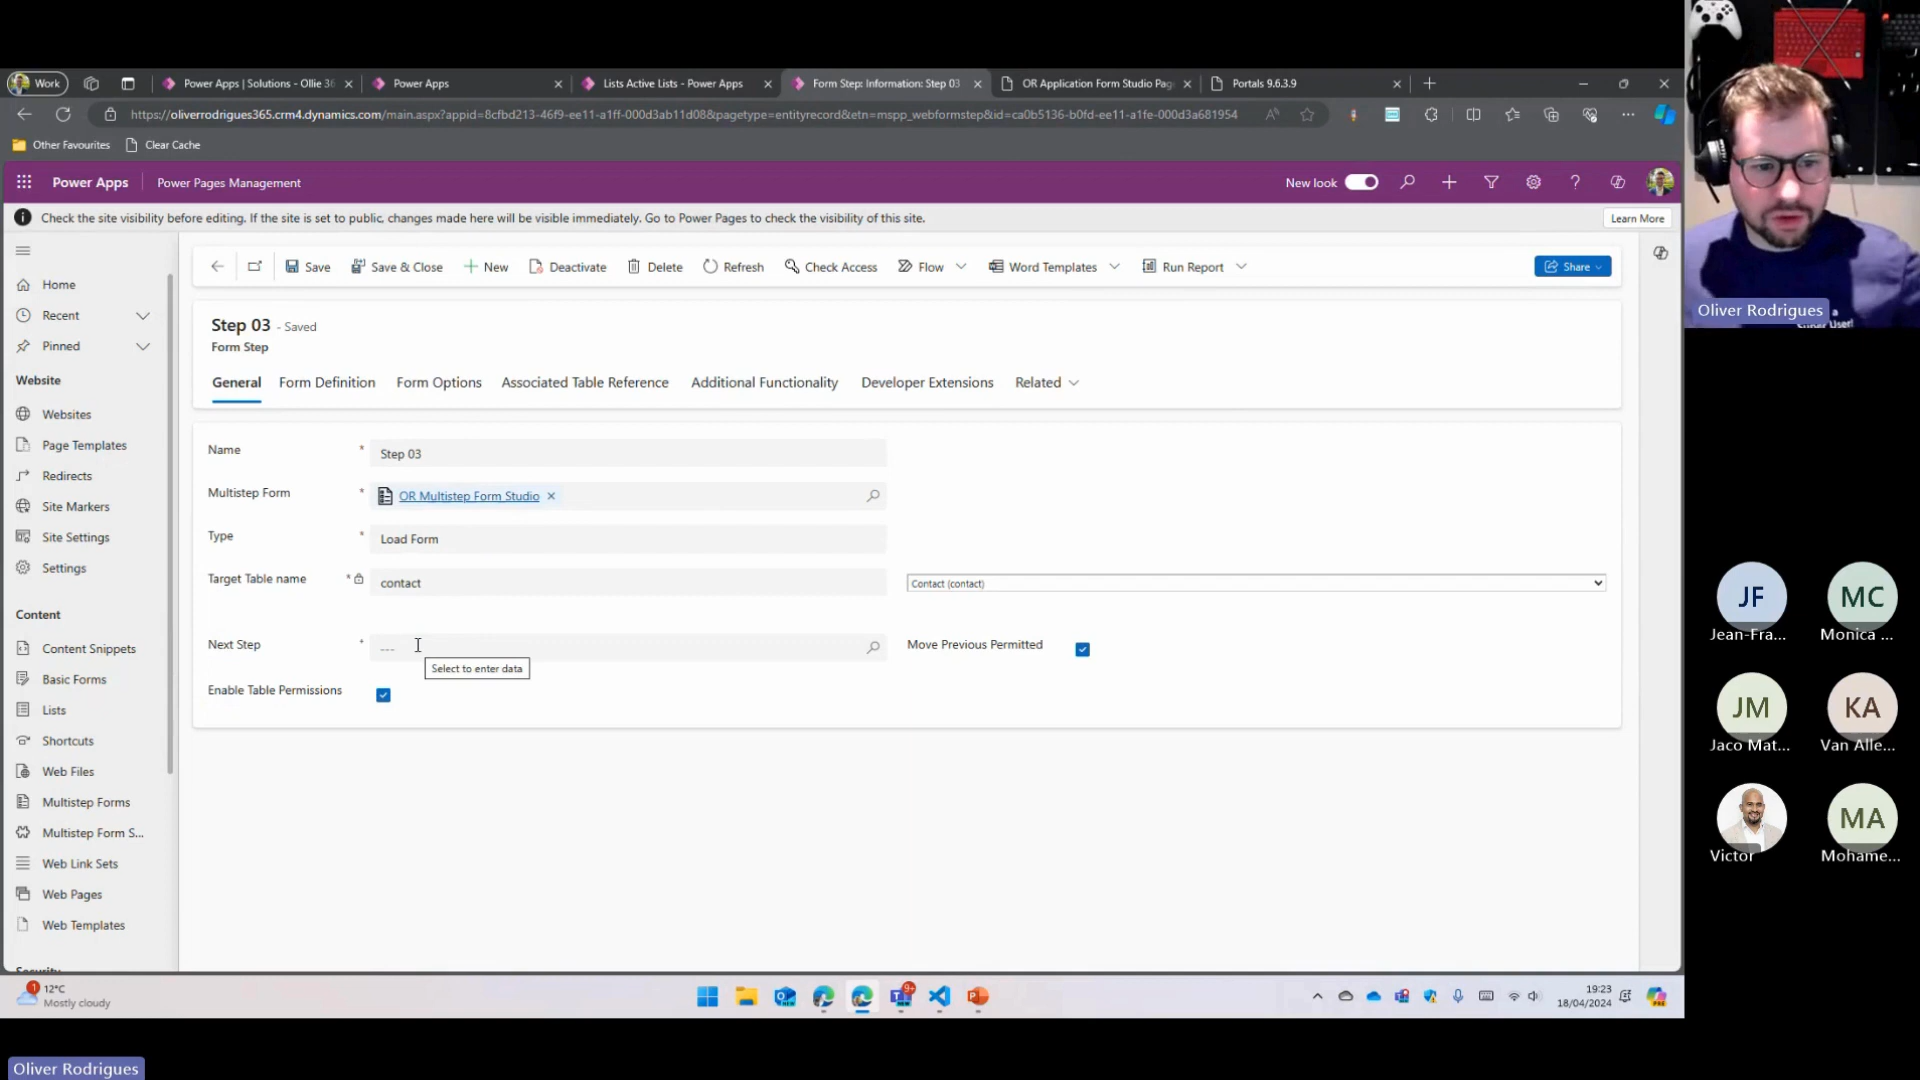 Work
Power Apps | Solutions - Ollie 36
Power Apps
Lists Active Lists - Power Apps
Form Step: Information: Step 03
OR Application Form Studio Pag
Portals 9.6.3.9
https://oliverrodrigues365.crm4.dynamics.com/main.aspx?appid=8cfbd213-46f9-ee11-a1ff-000d3ab11d08&pagetype=entityrecord&etn=mspp_webformstep&id=ca0b5136-b0fd-ee11-a1fe-000d3a681954
Other Favourites
Clear Cache
Power Apps
Power Pages Management
New look
Check the site visibility before editing. If the site is set to public, changes made here will be visible immediately. Go to Power Pages to check the visibility of this site.
Learn More
Save
Save & Close
New
Deactivate
Delete
Refresh
Check Access
Flow
Word Templates
Run Report
Share
Home
Recent
Pinned
Website
Websites
Page Templates
Redirects
Site Markers
Site Settings
Settings
Content
Content Snippets
Basic Forms
Lists
Shortcuts
Web Files
Multistep Forms
Multistep Form S...
Web Link Sets
Web Pages
Web Templates
Security
Step 03 - Saved
Form Step
General
Form Definition
Form Options
Associated Table Reference
Additional Functionality
Developer Extensions
Related
Name * Step 03
Multistep Form * OR Multistep Form Studio
Type * Load Form
Target Table name * contact
Contact (contact)
Next Step * ---
Move Previous Permitted
Select to enter data
Enable Table Permissions
1
12°C
Mostly cloudy
9+
19:23
18/04/2024
Oliver Rodrigues
Super User!
JF
Jean-Fra...
MC
Monica ...
JM
Jaco Mat...
KA
Van Alle...
Victor
MA
Mohame...
Oliver Rodrigues